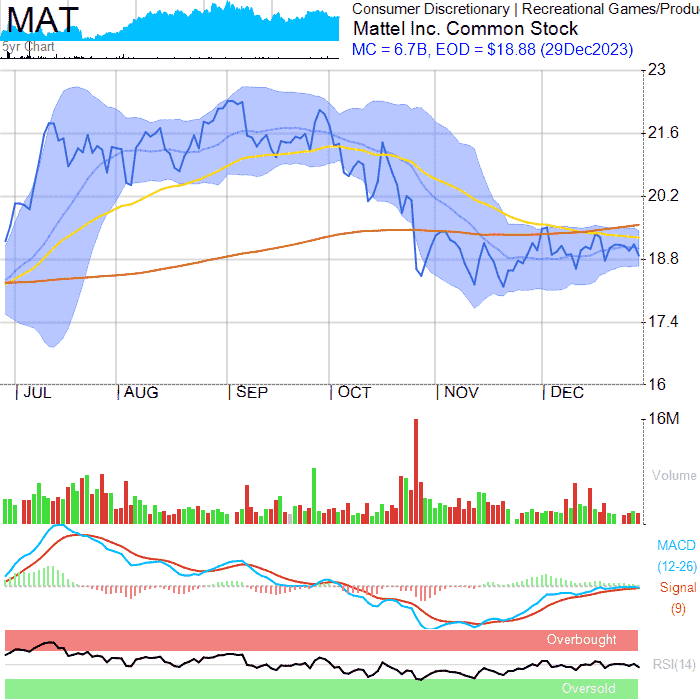 MAT
5yr Chart
Consumer Discretionary | Recreational Games/Produ
Mattel Inc. Common Stock
MC = 6.7B, EOD = $18.88 (29Dec2023)
23
21.6
20.2
18.8
17.4
16
JUL
AUG
SEP
OCT
NOV
DEC
16M
Volume
MACD
(12-26)
Signal
(9)
Overbought
RSI(14)
Oversold